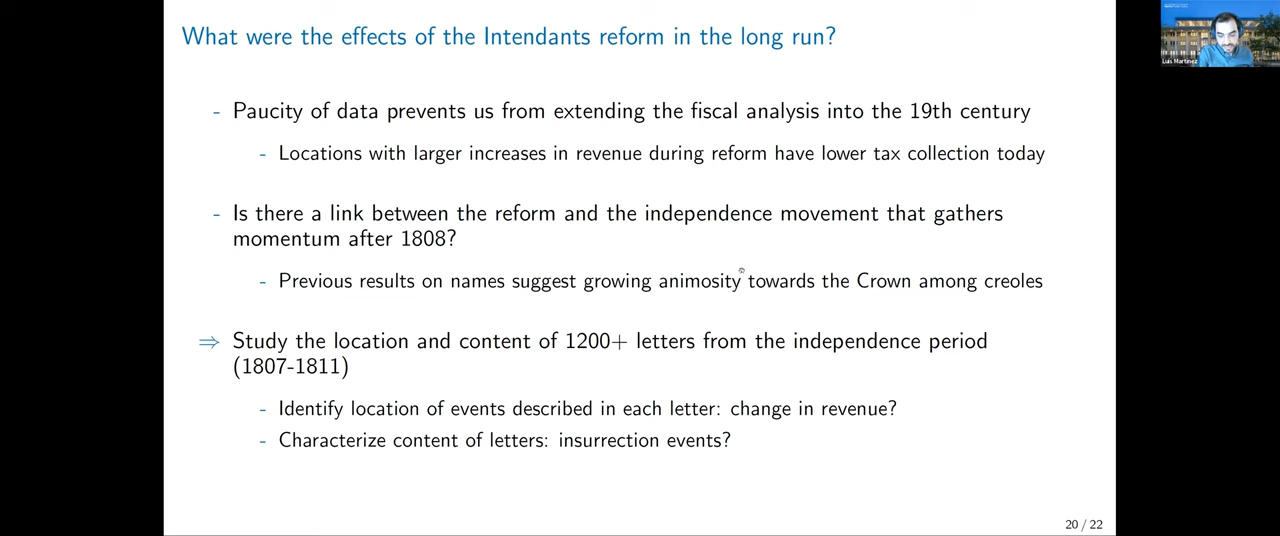 What were the effects of the Intendants reform in the long run?
- Paucity of data prevents us from extending the fiscal analysis into the 19th century
- Locations with larger increases in revenue during reform have lower tax collection today
- Is there a link between the reform and the independence movement that gathers
momentum after 1808?
- Previous results on names suggest growing animosity towards the Crown among creoles
⇒ Study the location and content of 1200+ letters from the independence period
(1807-1811)
- Identify location of events described in each letter: change in revenue?
- Characterize content of letters: insurrection events?
20 / 22
Luis Martinez